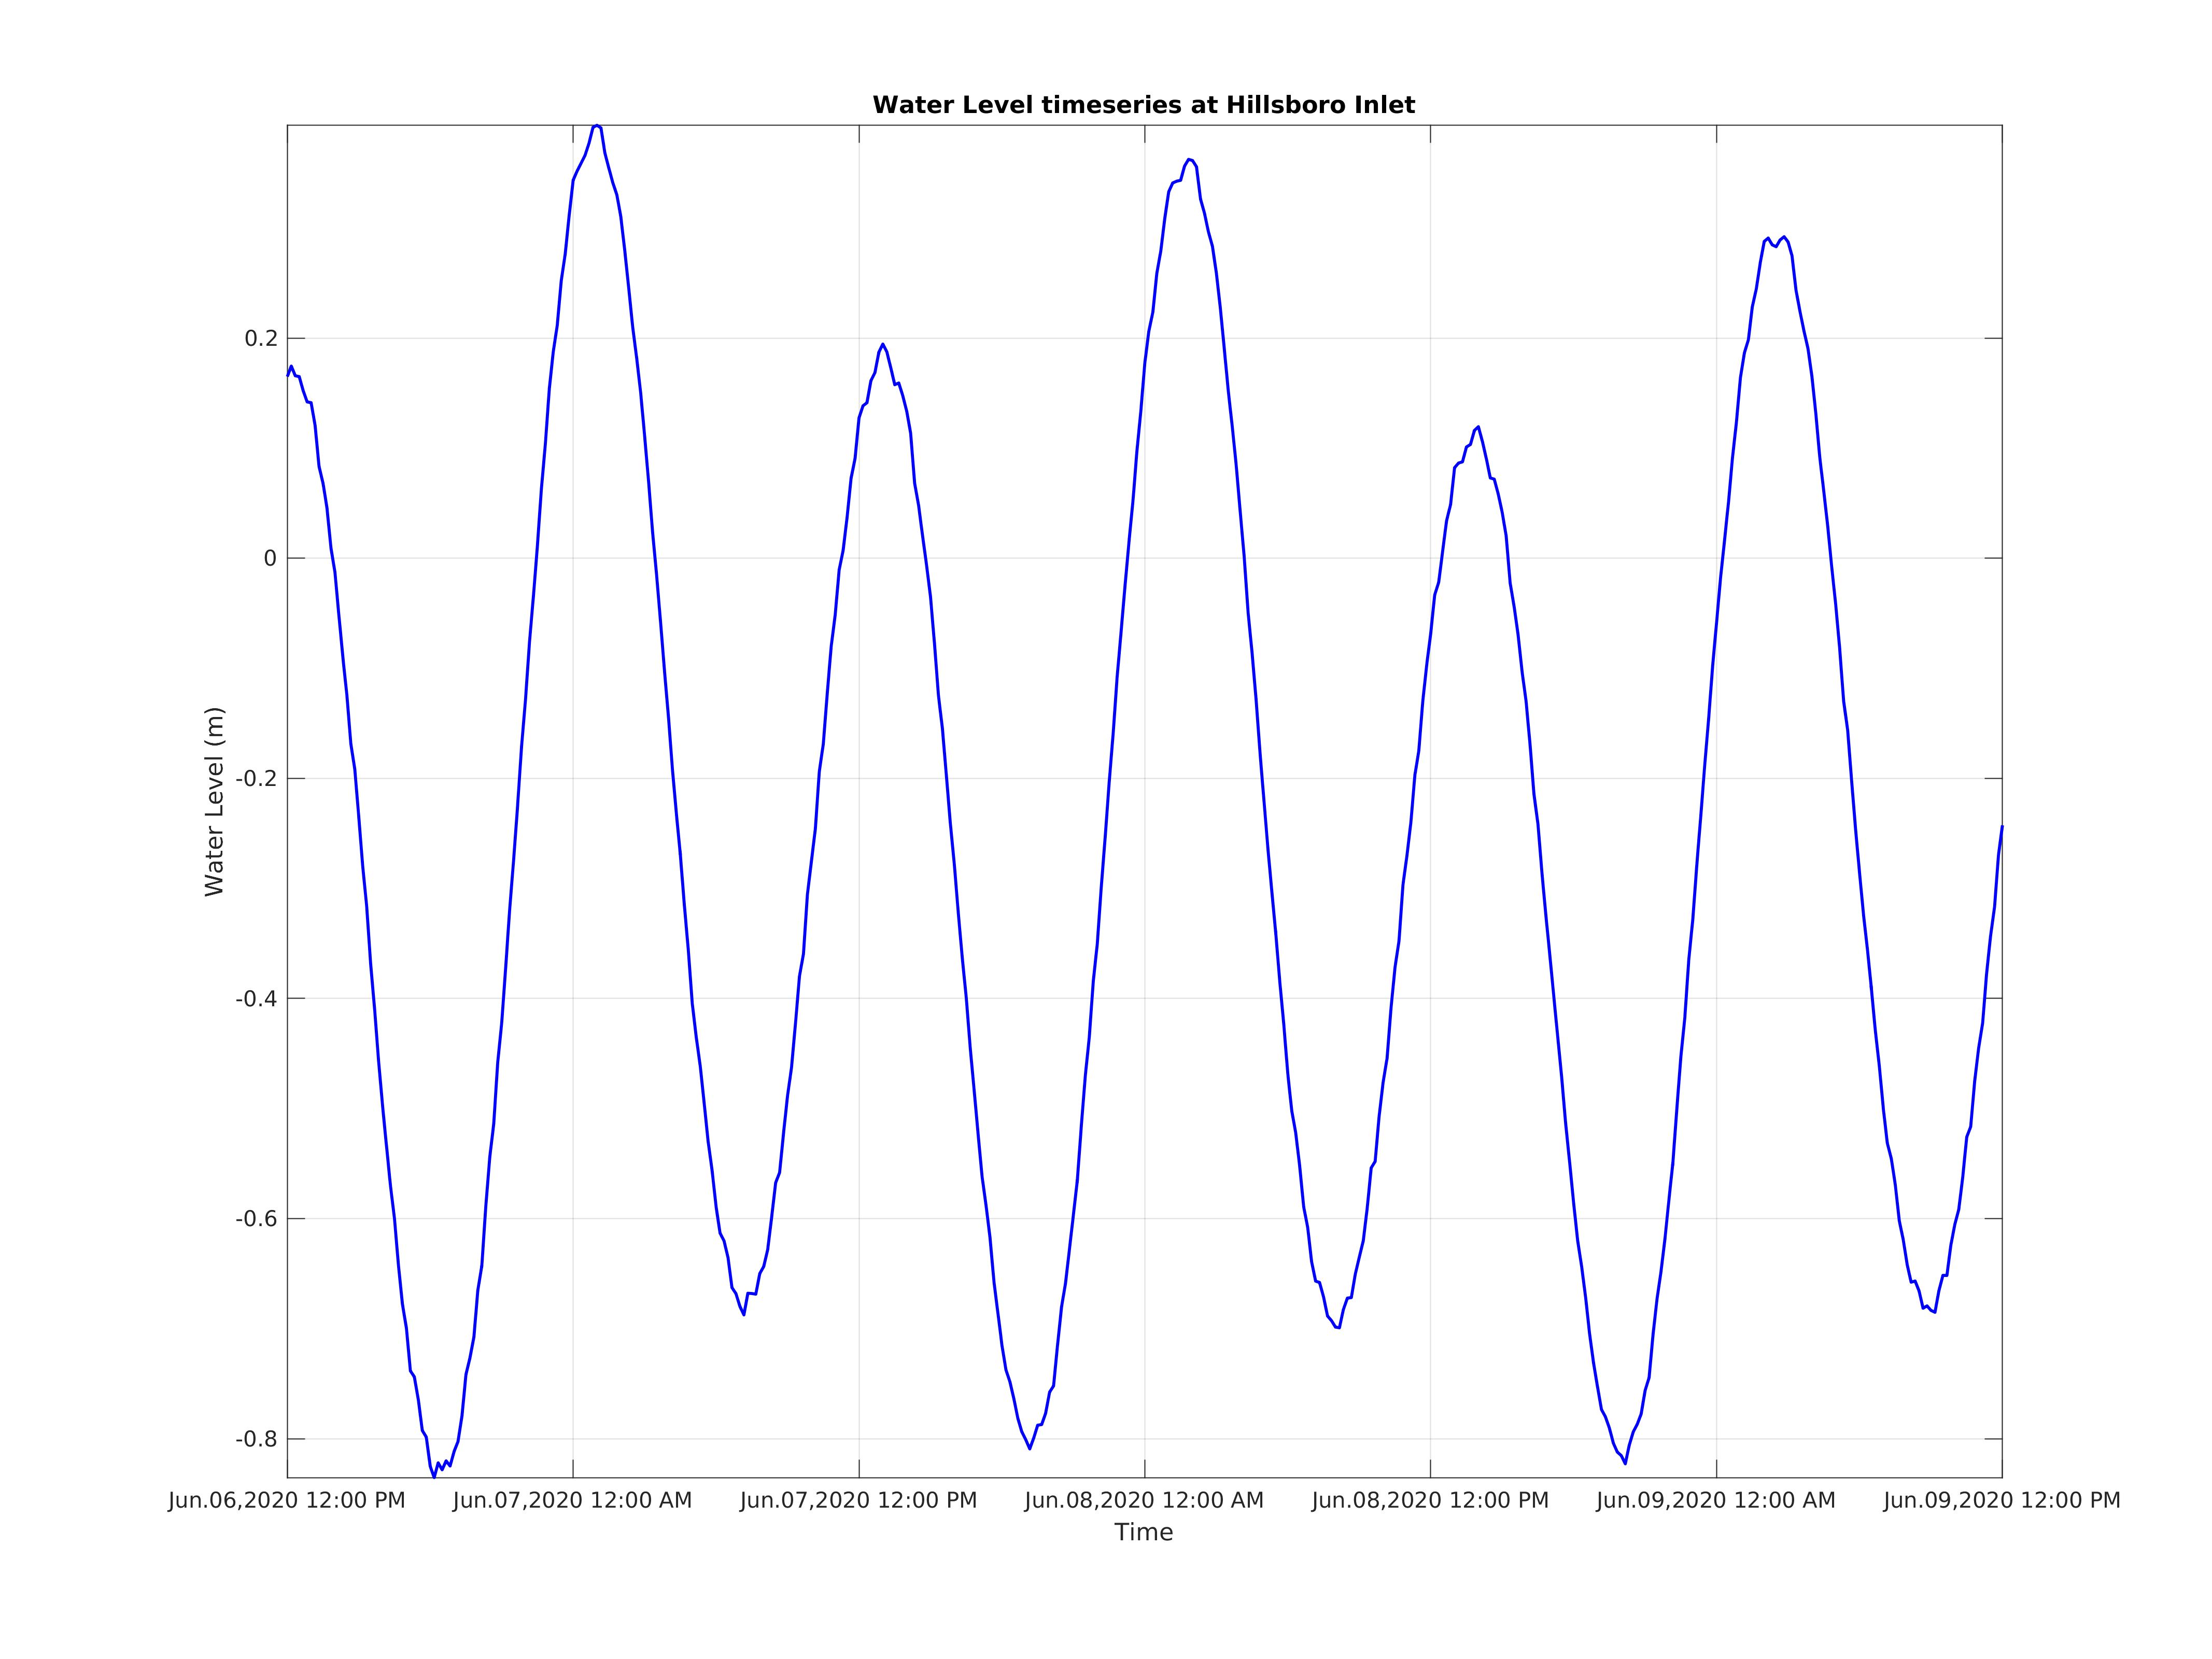 Water Level timeseries at Hillsboro Inlet
0.2
0
-0.2
-0.4
-0.6
-0.8
Water Level (m)
Jun.06,2020 12:00 PM
Jun.07,2020 12:00 AM
Jun.07,2020 12:00 PM
Jun.08,2020 12:00 AM
Jun.08,2020 12:00 PM
Jun.09,2020 12:00 AM
Jun.09,2020 12:00 PM
Time